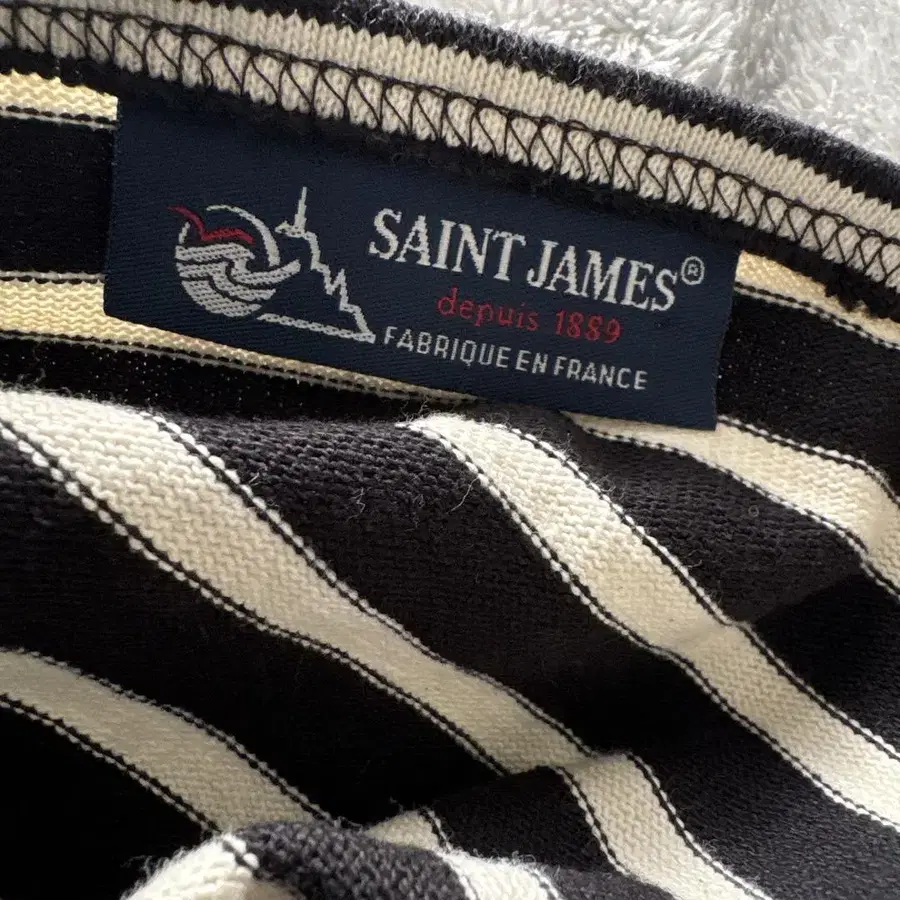 SAINT JAMES®
depuis 1889
FABRIQUE EN FRANCE